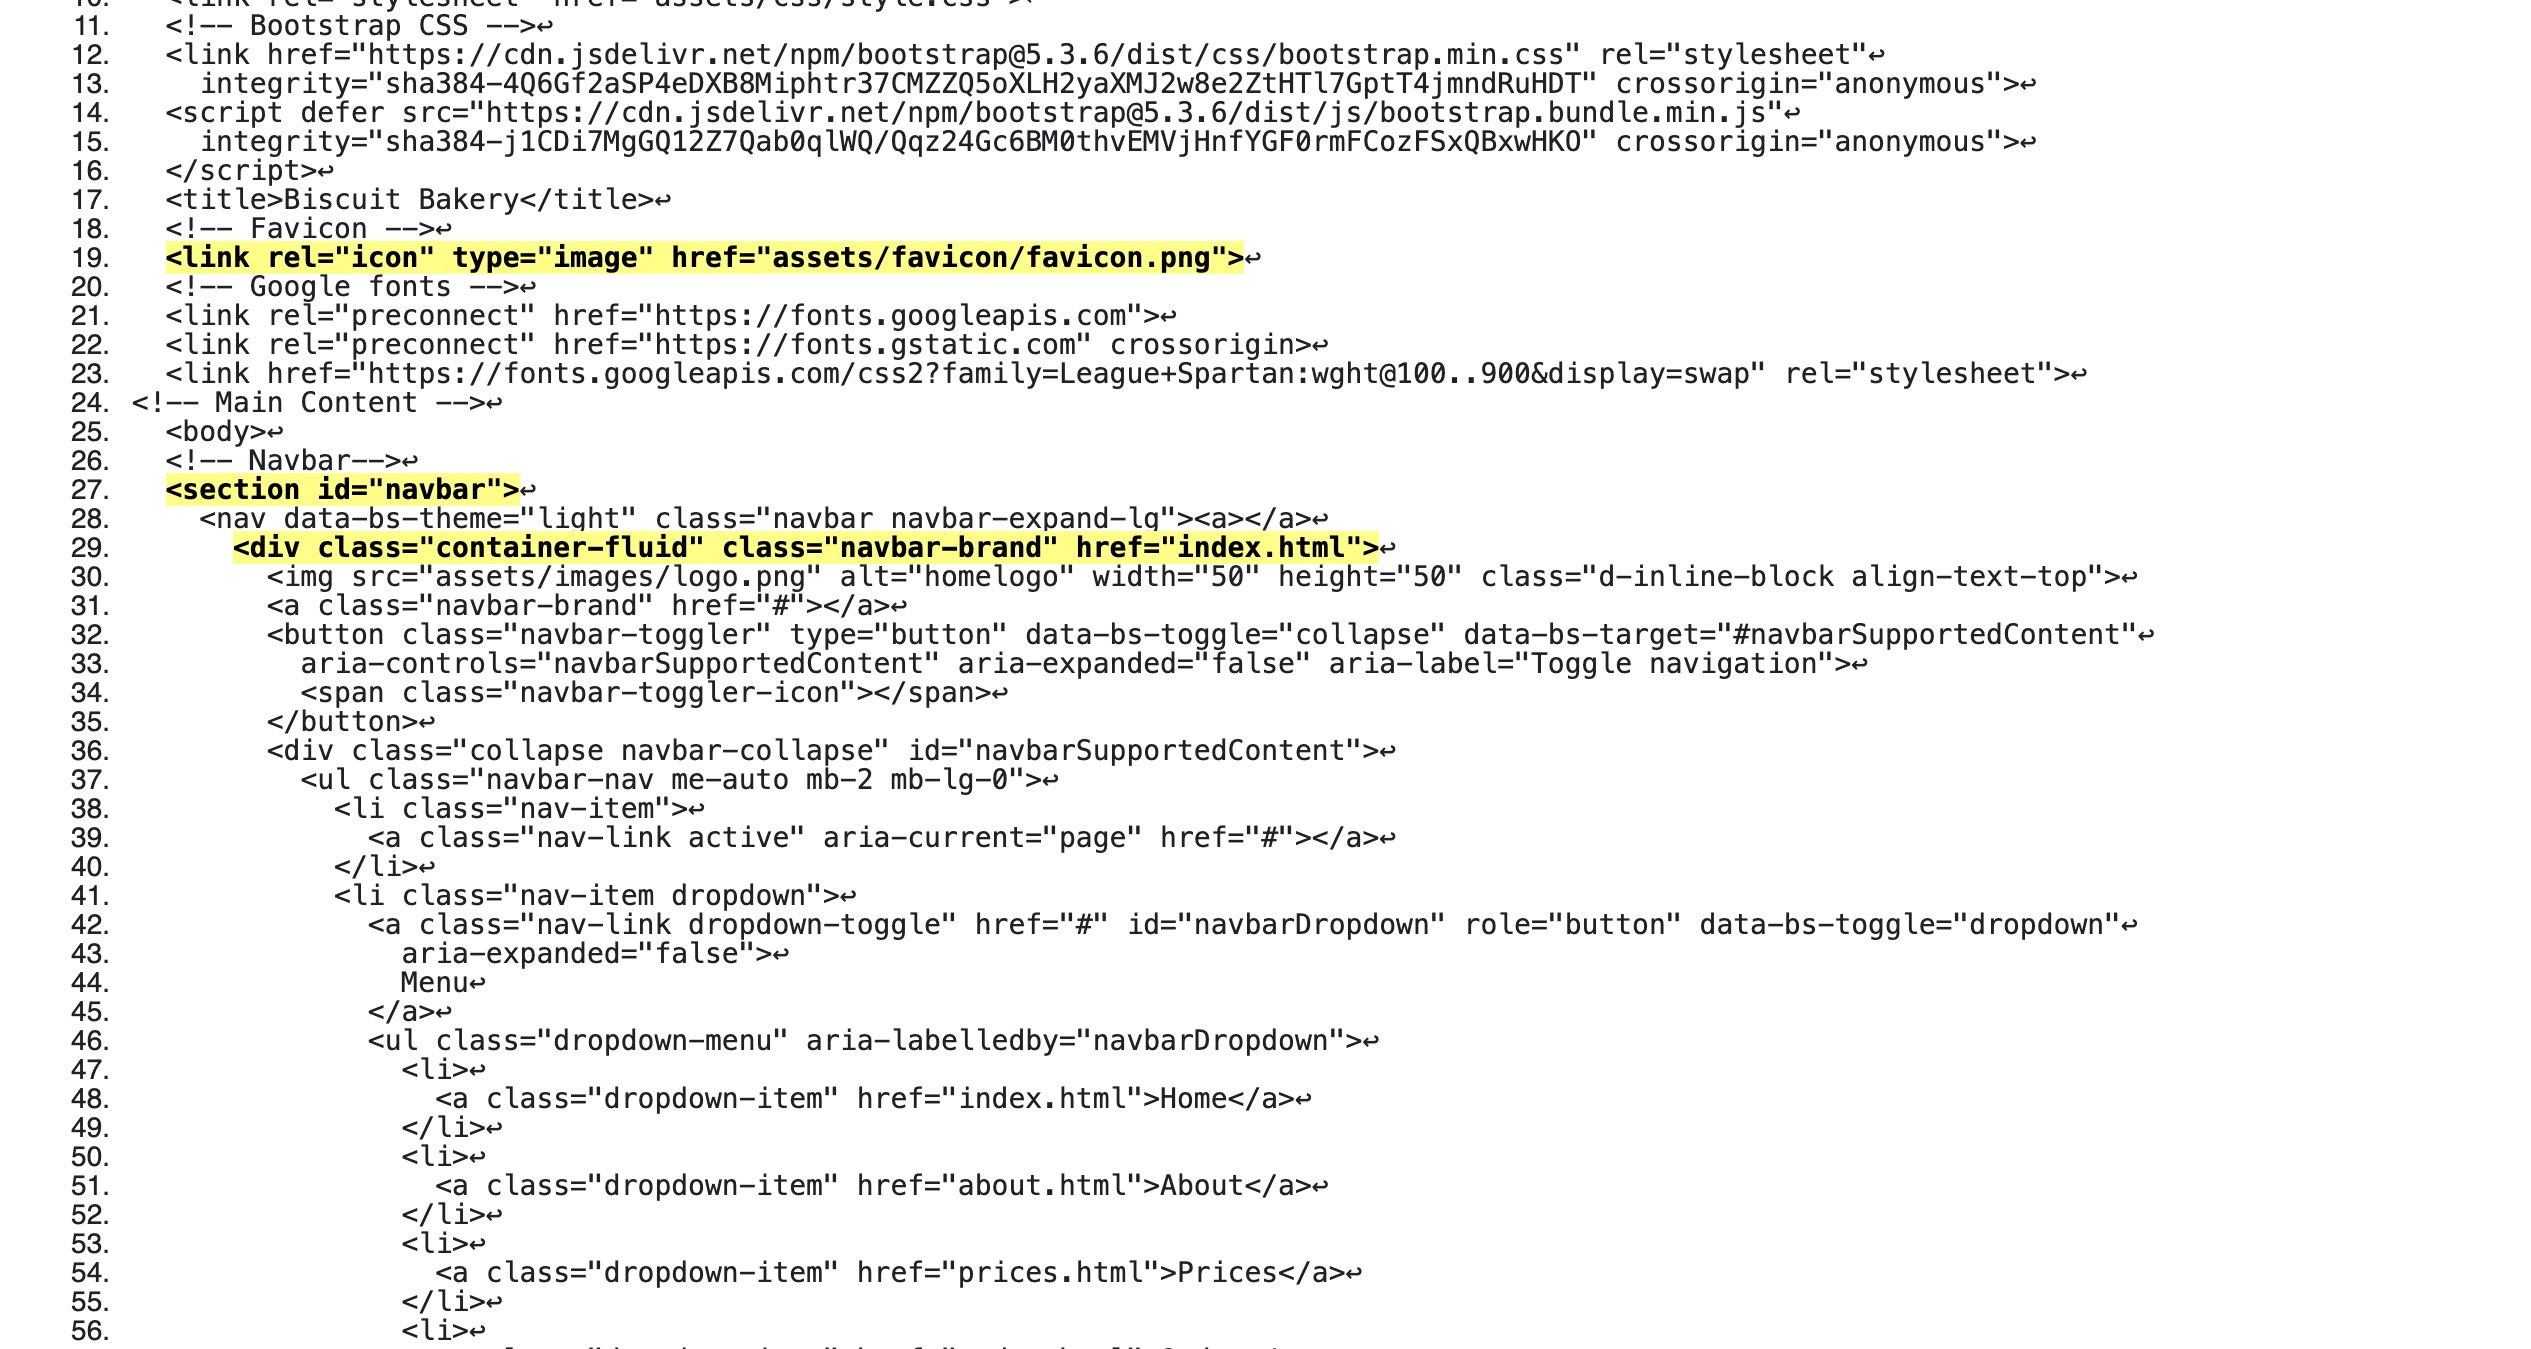 11. <!-- Bootstrap CSS -->↩
12. <link href="https://cdn.jsdelivr.net/npm/bootstrap@5.3.6/dist/css/bootstrap.min.css" rel="stylesheet"↩
13. integrity="sha384-4Q6Gf2aSP4eDXB8Miphtr37CMZZQ5oXLH2yaXMJ2w8e2ZtHTl7GptT4jmndRuHDT" crossorigin="anonymous">↩
14. <script defer src="https://cdn.jsdelivr.net/npm/bootstrap@5.3.6/dist/js/bootstrap.bundle.min.js"↩
15. integrity="sha384-j1CDi7MgGQ12Z7Qab0qlWQ/Qqz24Gc6BM0thvEMVjHnfYGF0rmFCozFSxQBxwHKO" crossorigin="anonymous">↩
16. </script>↩
17. <title>Biscuit Bakery</title>↩
18. <!-- Favicon -->↩
19. <link rel="icon" type="image" href="assets/favicon/favicon.png">↩
20. <!-- Google fonts -->↩
21. <link rel="preconnect" href="https://fonts.googleapis.com">↩
22. <link rel="preconnect" href="https://fonts.gstatic.com" crossorigin>↩
23. <link href="https://fonts.googleapis.com/css2?family=League+Spartan:wght@100..900&display=swap" rel="stylesheet">↩
24. <!-- Main Content -->↩
25. <body>↩
26. <!-- Navbar-->↩
27. <section id="navbar">↩
28. <nav data-bs-theme="light" class="navbar navbar-expand-lg"><a></a>↩
29. <div class="container-fluid" class="navbar-brand" href="index.html">↩
30. <img src="assets/images/logo.png" alt="homelogo" width="50" height="50" class="d-inline-block align-text-top">↩
31. <a class="navbar-brand" href="#"></a>↩
32. <button class="navbar-toggler" type="button" data-bs-toggle="collapse" data-bs-target="#navbarSupportedContent"↩
33. aria-controls="navbarSupportedContent" aria-expanded="false" aria-label="Toggle navigation">↩
34. <span class="navbar-toggler-icon"></span>↩
35. </button>↩
36. <div class="collapse navbar-collapse" id="navbarSupportedContent">↩
37. <ul class="navbar-nav me-auto mb-2 mb-lg-0">↩
38. <li class="nav-item">↩
39. <a class="nav-link active" aria-current="page" href="#"></a>↩
40. </li>↩
41. <li class="nav-item dropdown">↩
42. <a class="nav-link dropdown-toggle" href="#" id="navbarDropdown" role="button" data-bs-toggle="dropdown"↩
43. aria-expanded="false">↩
44. Menu↩
45. </a>↩
46. <ul class="dropdown-menu" aria-labelledby="navbarDropdown">↩
47. <li>↩
48. <a class="dropdown-item" href="index.html">Home</a>↩
49. </li>↩
50. <li>↩
51. <a class="dropdown-item" href="about.html">About</a>↩
52. </li>↩
53. <li>↩
54. <a class="dropdown-item" href="prices.html">Prices</a>↩
55. </li>↩
56. <li>↩